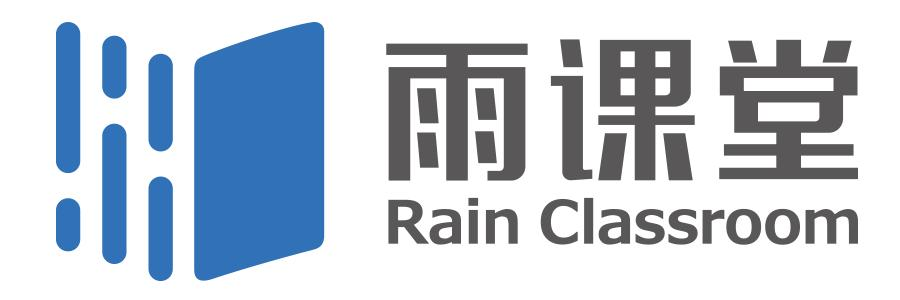 雨课堂
Rain Classroom